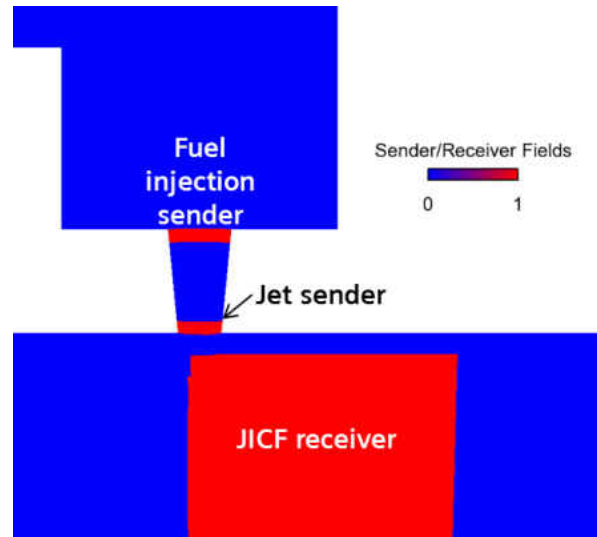 Fuel
injection
sender
Sender/Receiver Fields
0 1
Jet sender
JICF receiver